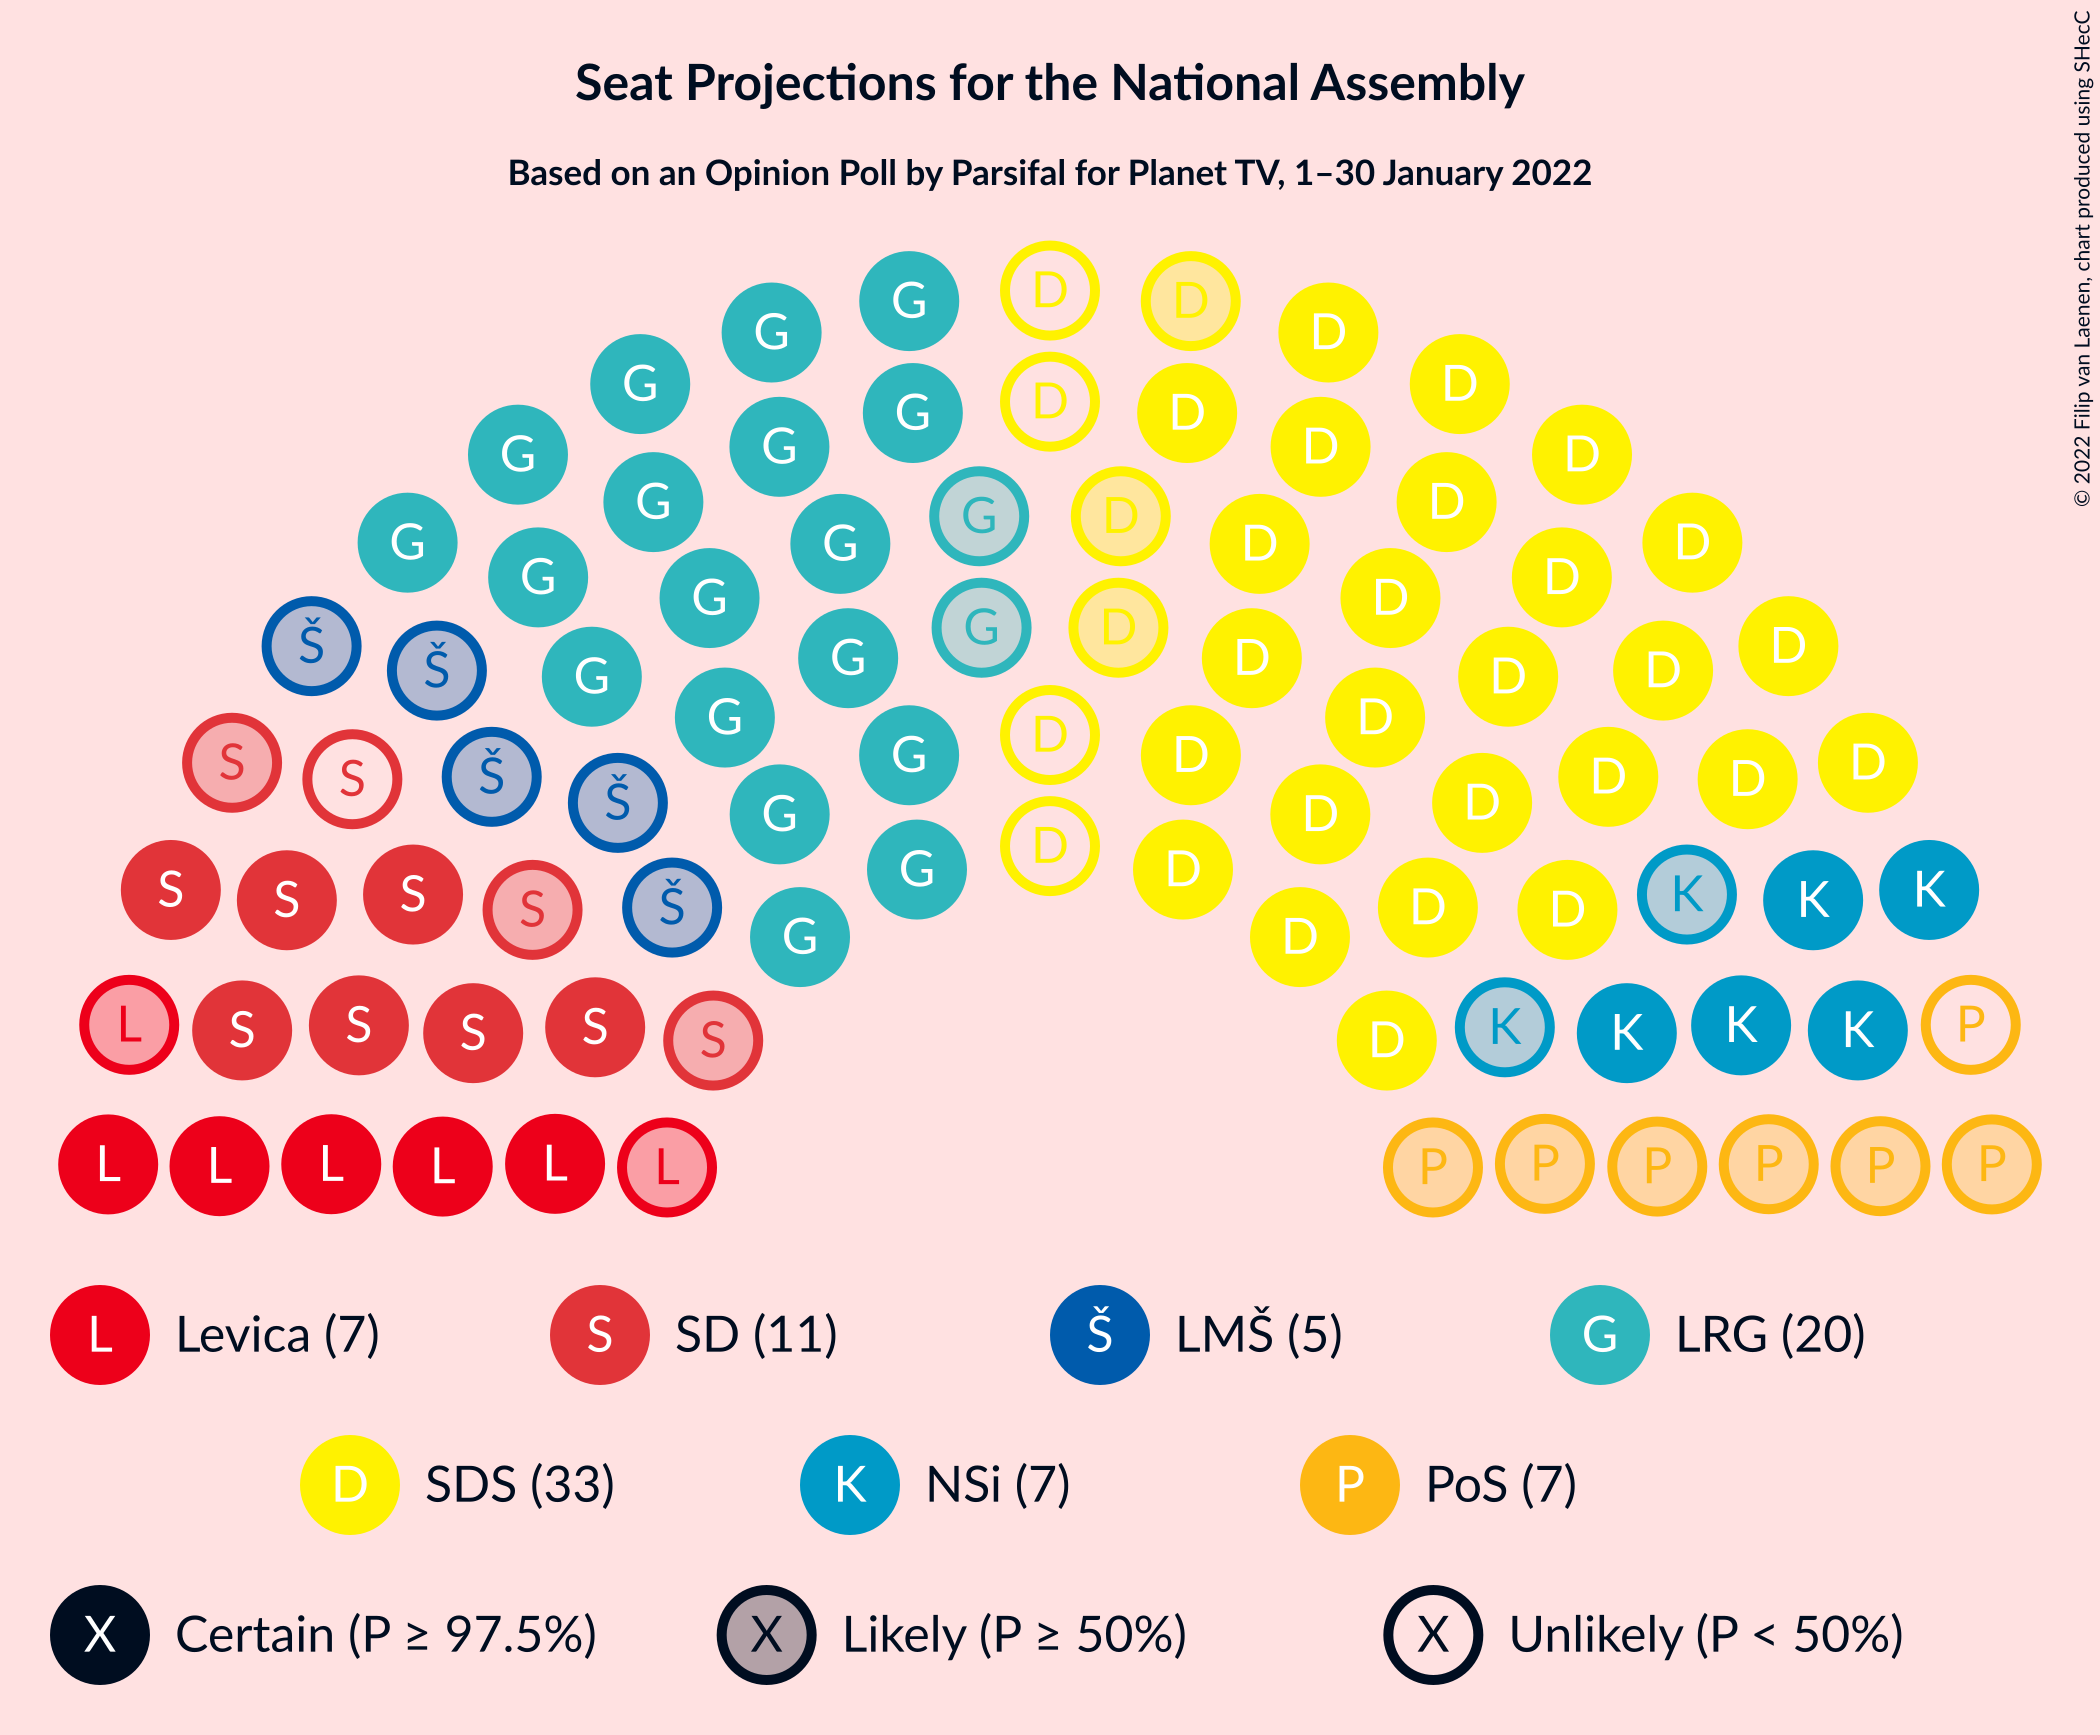 Seat Projections for the National Assembly
Based on an Opinion Poll by Parsifal for Planet TV, 1–30 January 2022
© 2022 Filip van Laenen, chart produced using SHecC
D
G D
G D
G D G D
G D
G D
G G D D
G D
G D
G D
G D
G D
G D
G D
Š D
G D
Š D
G D
G D
D
G D
S D
Š D
S D
Š D
G D
D
G D
S K
S K
S K
Š D
S D
G D
L P
S K
S K
S K
S K
S D
L L L L L L P P P P P P
L Levica (7) S SD (11) Š LMŠ (5) G LRG (20)
D SDS (33) K NSi (7) P PoS (7)
X Certain (P ≥ 97.5%) X Likely (P ≥ 50%) X Unlikely (P < 50%)